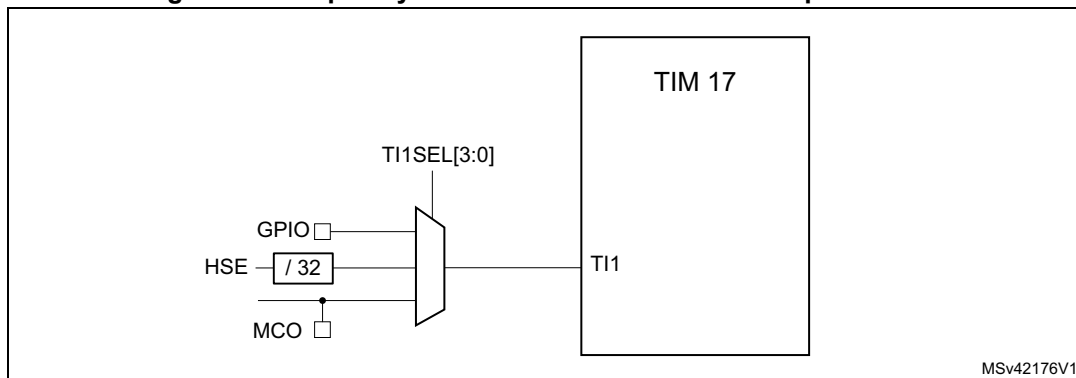 TIM 17
TI1SEL[3:0]
GPIO
HSE
/ 32
TI1
MCO
MSv42176V1